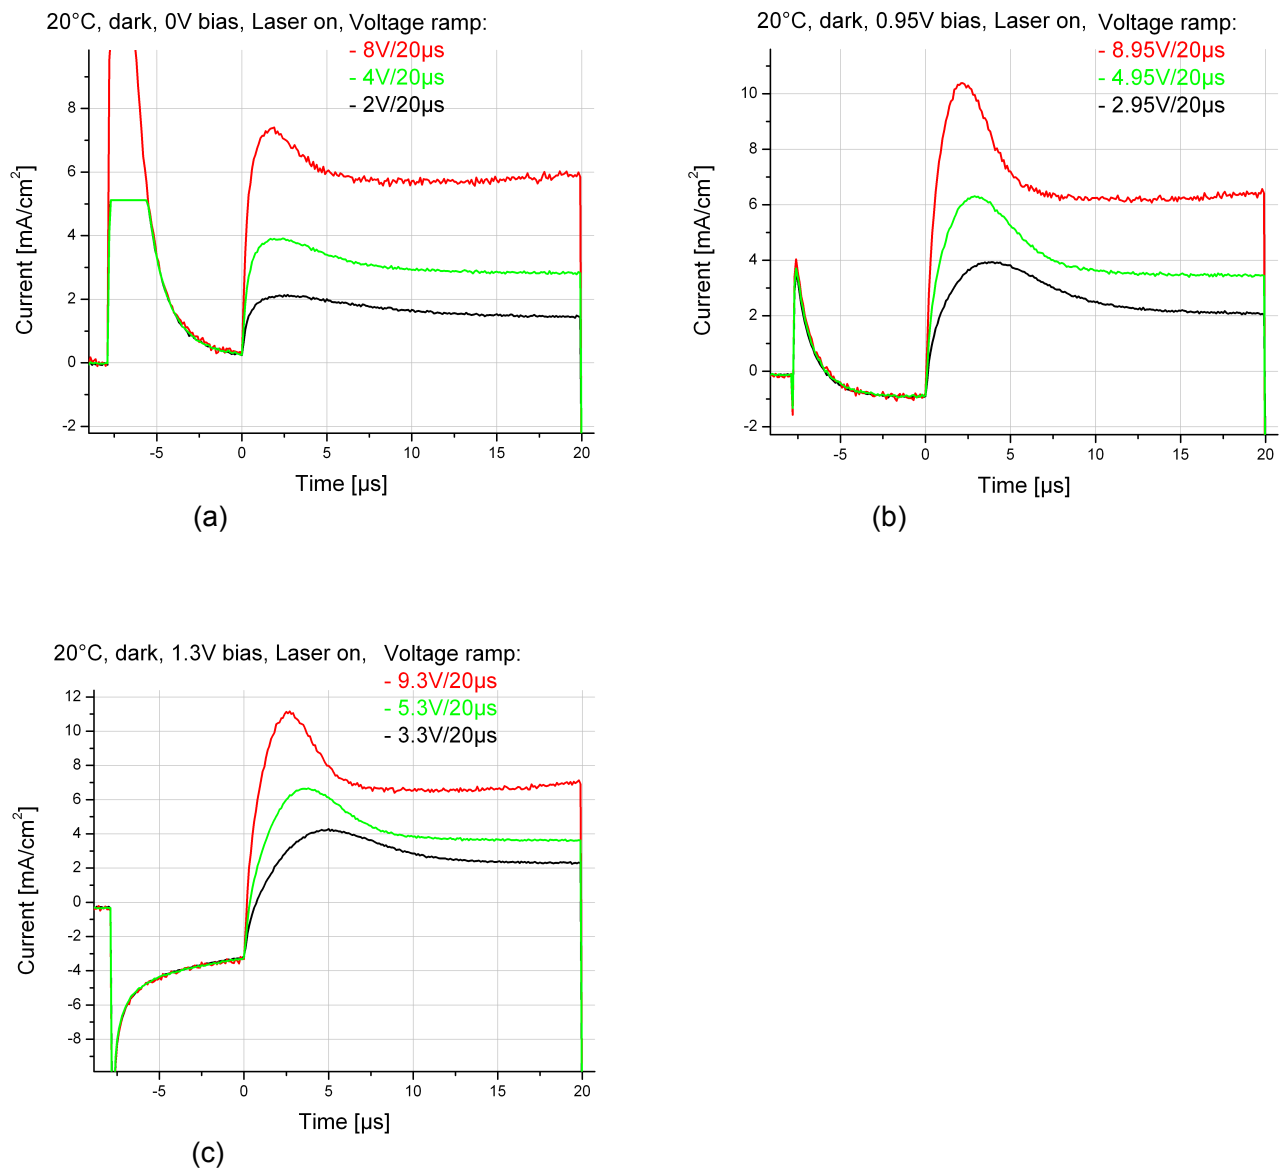 20°C, dark, 0V bias, Laser on, Voltage ramp:
- 8V/20µs
- 4V/20µs
- 2V/20µs
8
6
4
2
0
-2
Current [mA/cm²]
-5 0 5 10 15 20
Time [µs]
(a)
20°C, dark, 0.95V bias, Laser on, Voltage ramp:
- 8.95V/20µs
- 4.95V/20µs
- 2.95V/20µs
10
8
6
4
2
0
-2
Current [mA/cm²]
-5 0 5 10 15 20
Time [µs]
(b)
20°C, dark, 1.3V bias, Laser on, Voltage ramp:
- 9.3V/20µs
- 5.3V/20µs
- 3.3V/20µs
12
10
8
6
4
2
0
-2
-4
-6
-8
Current [mA/cm²]
-5 0 5 10 15 20
Time [µs]
(c)